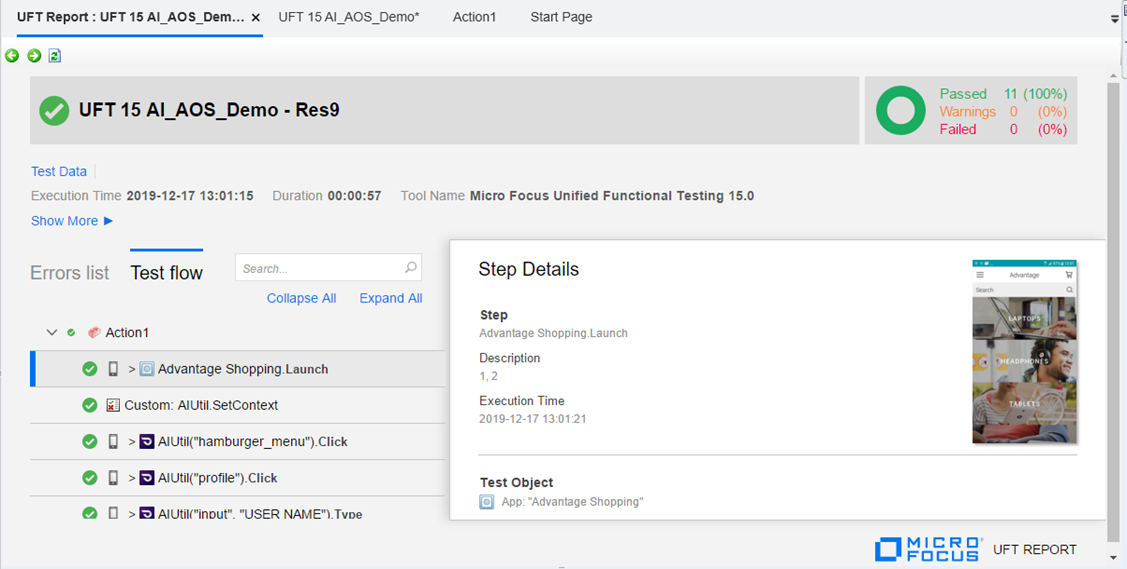 UFT Report : UFT 15 AI_AOS_Dem... × UFT 15 AI_AOS_Demo* Action1 Start Page
UFT 15 AI_AOS_Demo - Res9
Passed 11 (100%)
Warnings 0 (0%)
Failed 0 (0%)
Test Data
Execution Time 2019-12-17 13:01:15 Duration 00:00:57 Tool Name Micro Focus Unified Functional Testing 15.0
Show More ▶
Errors list Test flow Search...
Collapse All Expand All
Action1
> Advantage Shopping.Launch
Custom: AIUtil.SetContext
> AIUtil("hamburger_menu").Click
> AIUtil("profile").Click
> AIUtil("input", "USER NAME").Type
Step Details
Step
Advantage Shopping.Launch
Description
1, 2
Execution Time
2019-12-17 13:01:21
Test Object
App: "Advantage Shopping"
Advantage
Search
LAPTOPS
HEADPHONES
TABLETS
MICRO
FOCUS
UFT REPORT